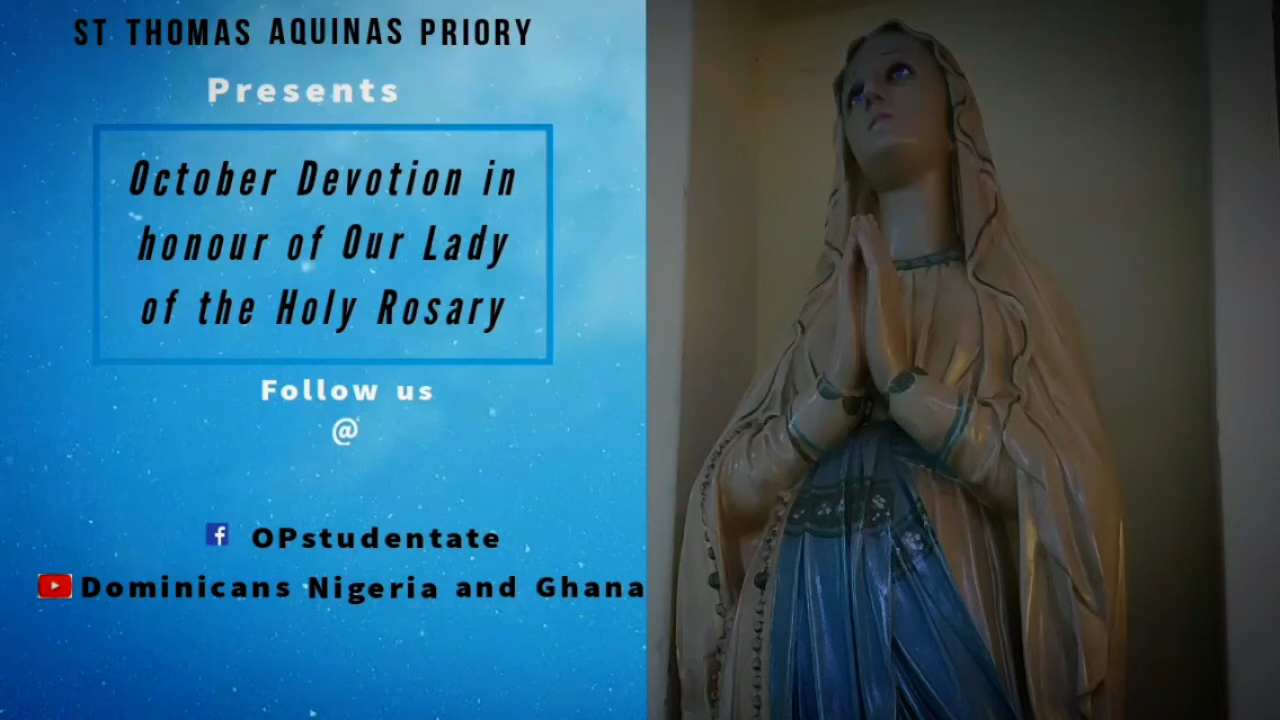 ST THOMAS AQUINAS PRIORY
Presents
October Devotion in
honour of Our Lady
of the Holy Rosary
Follow us
@
f OPstudentate
Dominicans Nigeria and Ghana